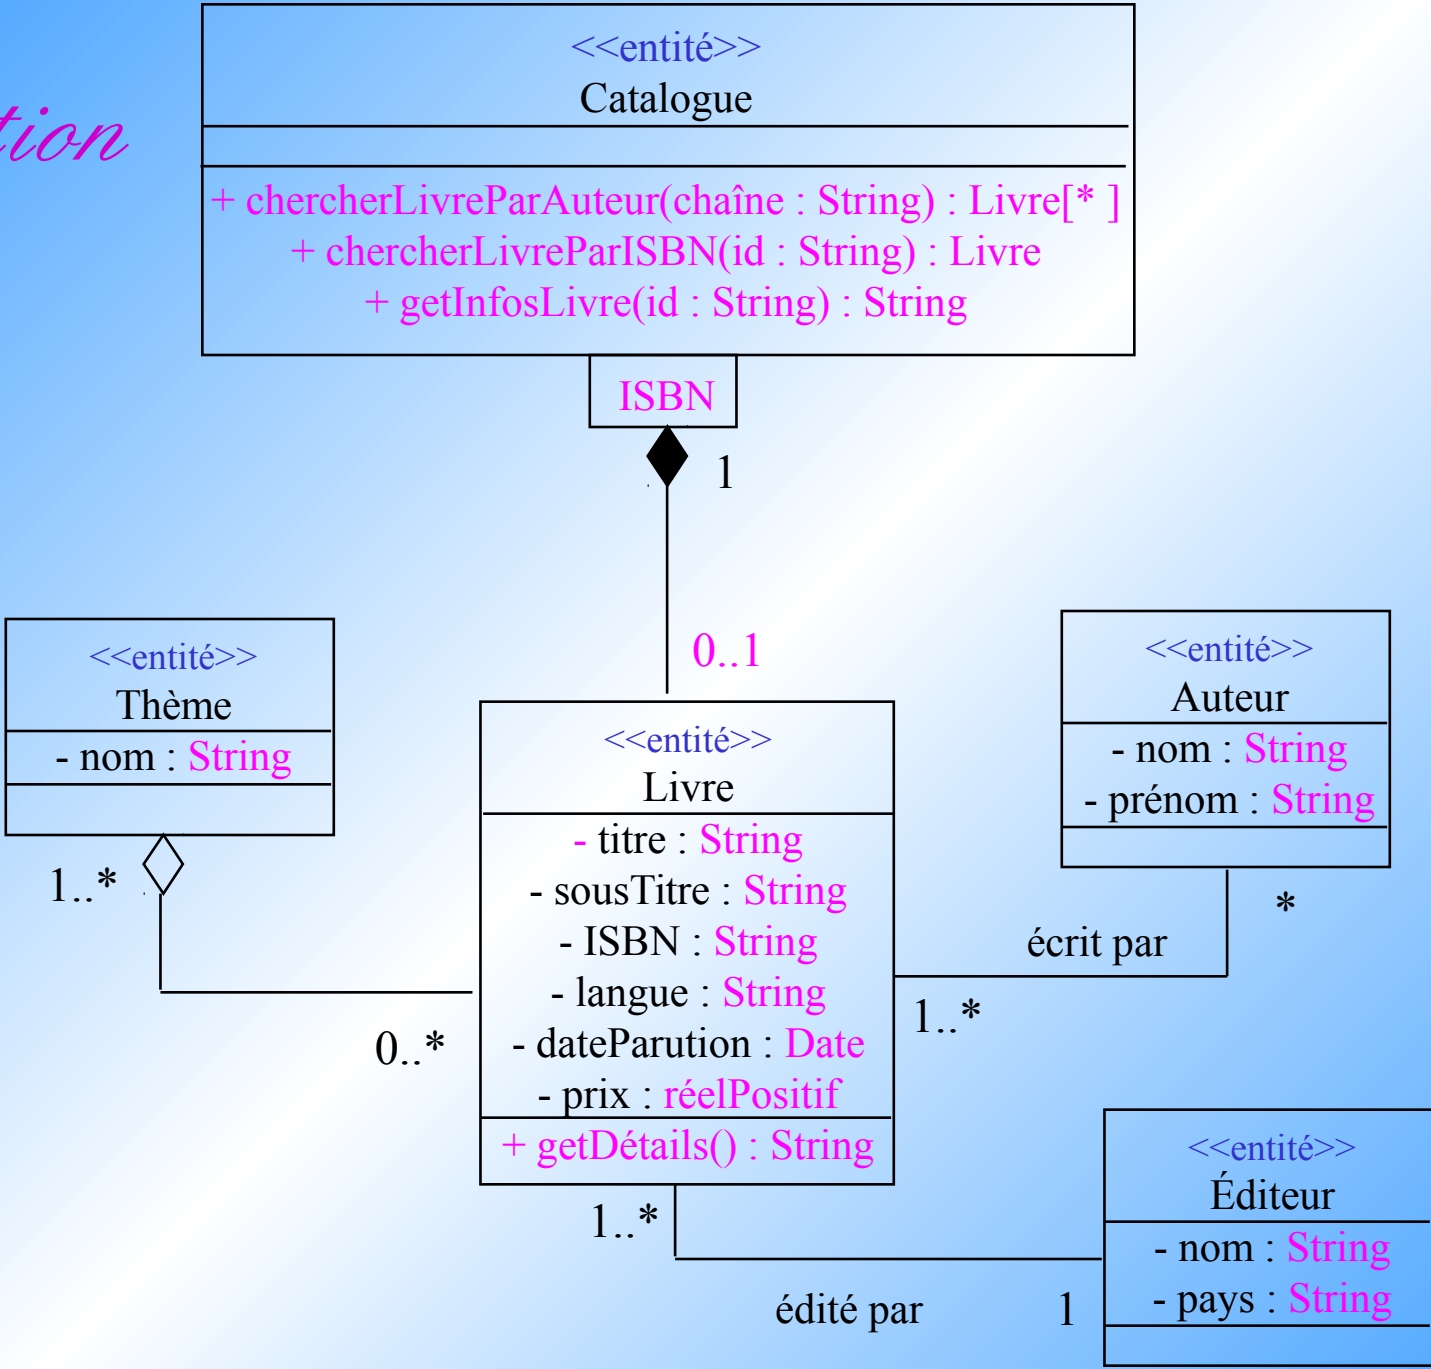 tion
<<entité>>
Catalogue
+ chercherLivreParAuteur(chaîne : String) : Livre[* ]
+ chercherLivreParISBN(id : String) : Livre
+ getInfosLivre(id : String) : String
ISBN
1
0..1
<<entité>>
Thème
- nom : String
1..*
0..*
<<entité>>
Livre
- titre : String
- sousTitre : String
- ISBN : String
- langue : String
- dateParution : Date
- prix : réelPositif
+ getDétails() : String
<<entité>>
Auteur
- nom : String
- prénom : String
*
écrit par
1..*
1..*
édité par
1
<<entité>>
Éditeur
- nom : String
- pays : String